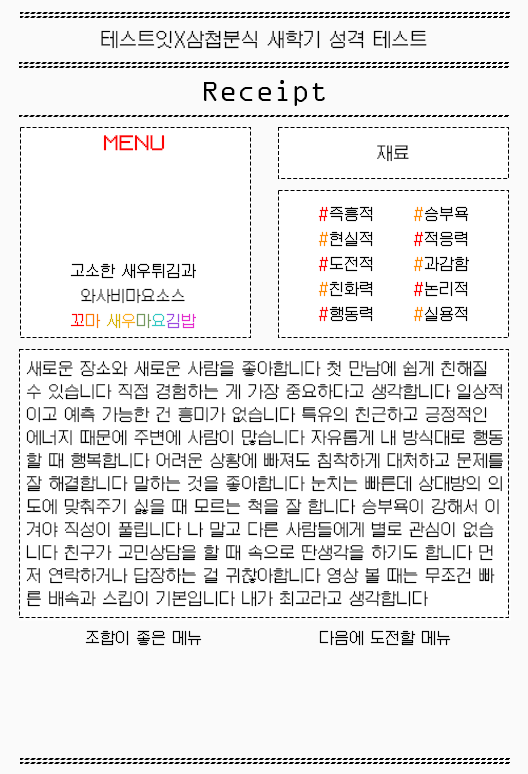 테스트잇X삼첩분식 새학기 성격 테스트
Receipt
MENU
고소한 새우튀김과
와사비마요소스
꼬마 새우마요김밥
재료
#즉흥적 #승부욕
#현실적 #적응력
#도전적 #과감함
#친화력 #논리적
#행동력 #실용적
새로운 장소와 새로운 사람을 좋아합니다 첫 만남에 쉽게 친해질
수 있습니다 직접 경험하는 게 가장 중요하다고 생각합니다 일상적
이고 예측 가능한 건 흥미가 없습니다 특유의 친근하고 긍정적인
에너지 때문에 주변에 사람이 많습니다 자유롭게 내 방식대로 행동
할 때 행복합니다 어려운 상황에 빠져도 침착하게 대처하고 문제를
잘 해결합니다 말하는 것을 좋아합니다 눈치는 빠른데 상대방의 의
도에 맞춰주기 싫을 때 모르는 척을 잘 합니다 승부욕이 강해서 이
겨야 직성이 풀립니다 나 말고 다른 사람들에게 별로 관심이 없습
니다 친구가 고민상담을 할 때 속으로 딴생각을 하기도 합니다 먼
저 연락하거나 답장하는 걸 귀찮아합니다 영상 볼 때는 무조건 빠
른 배속과 스킵이 기본입니다 내가 최고라고 생각합니다
조합이 좋은 메뉴
다음에 도전할 메뉴